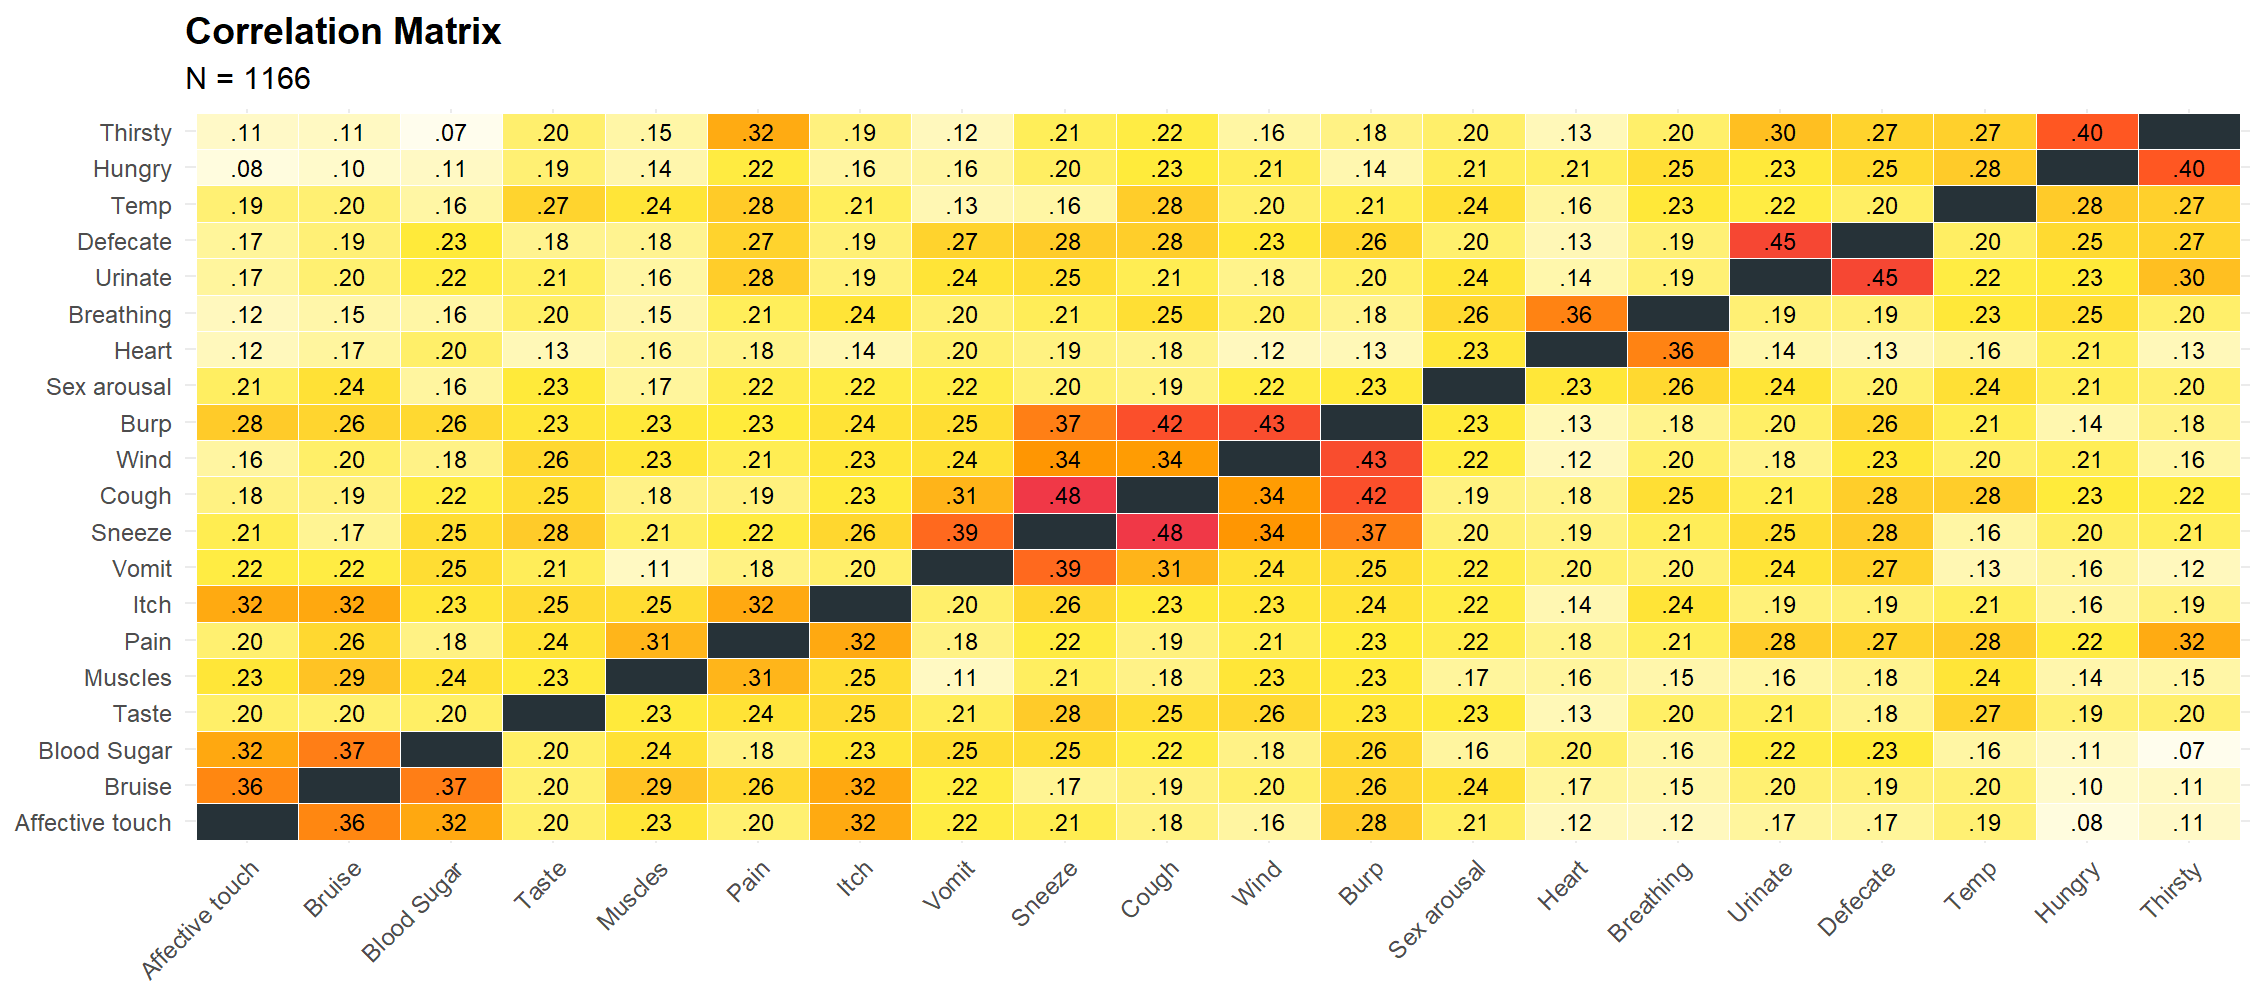 Correlation Matrix
N = 1166
Thirsty .11 .11 .07 .20 .15 .32 .19 .12 .21 .22 .16 .18 .20 .13 .20 .30 .27 .27 .40
Hungry .08 .10 .11 .19 .14 .22 .16 .16 .20 .23 .21 .14 .21 .21 .25 .23 .25 .28 .40
Temp .19 .20 .16 .27 .24 .28 .21 .13 .16 .28 .20 .21 .24 .16 .23 .22 .20 .28 .27
Defecate .17 .19 .23 .18 .18 .27 .19 .27 .28 .28 .23 .26 .20 .13 .19 .45 .20 .25 .27
Urinate .17 .20 .22 .21 .16 .28 .19 .24 .25 .21 .18 .20 .24 .14 .19 .45 .22 .23 .30
Breathing .12 .15 .16 .20 .15 .21 .24 .20 .21 .25 .20 .18 .26 .36 .19 .19 .23 .25 .20
Heart .12 .17 .20 .13 .16 .18 .14 .20 .19 .18 .12 .13 .23 .36 .14 .13 .16 .21 .13
Sex arousal .21 .24 .16 .23 .17 .22 .22 .22 .20 .19 .22 .23 .23 .26 .24 .20 .24 .21 .20
Burp .28 .26 .26 .23 .23 .23 .24 .25 .37 .42 .43 .23 .13 .18 .20 .26 .21 .14 .18
Wind .16 .20 .18 .26 .23 .21 .23 .24 .34 .34 .43 .22 .12 .20 .18 .23 .20 .21 .16
Cough .18 .19 .22 .25 .18 .19 .23 .31 .48 .34 .42 .19 .18 .25 .21 .28 .28 .23 .22
Sneeze .21 .17 .25 .28 .21 .22 .26 .39 .48 .34 .37 .20 .19 .21 .25 .28 .16 .20 .21
Vomit .22 .22 .25 .21 .11 .18 .20 .39 .31 .24 .25 .22 .20 .20 .24 .27 .13 .16 .12
Itch .32 .32 .23 .25 .25 .32 .20 .26 .23 .23 .24 .22 .14 .24 .19 .19 .21 .16 .19
Pain .20 .26 .18 .24 .31 .32 .18 .22 .19 .21 .23 .22 .18 .21 .28 .27 .28 .22 .32
Muscles .23 .29 .24 .23 .31 .25 .11 .21 .18 .23 .23 .17 .16 .15 .16 .18 .24 .14 .15
Taste .20 .20 .20 .23 .24 .25 .21 .28 .25 .26 .23 .23 .13 .20 .21 .18 .27 .19 .20
Blood Sugar .32 .37 .20 .24 .18 .23 .25 .25 .22 .18 .26 .16 .20 .16 .22 .23 .16 .11 .07
Bruise .36 .37 .20 .29 .26 .32 .22 .17 .19 .20 .26 .24 .17 .15 .20 .19 .20 .10 .11
Affective touch .36 .32 .20 .23 .20 .32 .22 .21 .18 .16 .28 .21 .12 .12 .17 .17 .19 .08 .11
Affective touch Bruise Blood Sugar Taste Muscles Pain Itch Vomit Sneeze Cough Wind Burp Sex arousal Heart Breathing Urinate Defecate Temp Hungry Thirsty